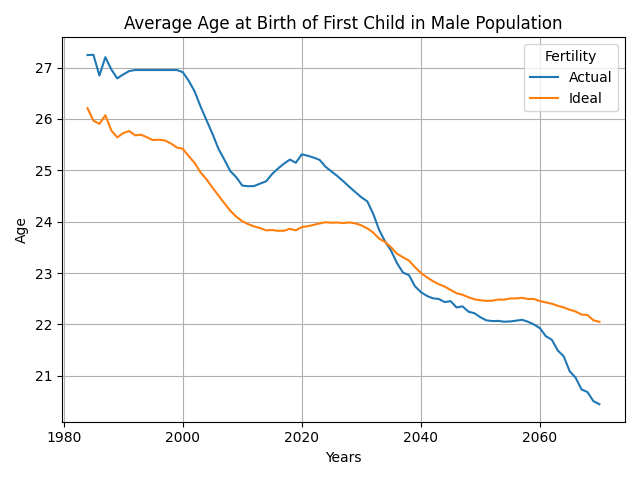 Average Age at Birth of First Child in Male Population
Fertility
Actual
Ideal
27
26
25
24
23
22
21
Age
1980
2000
2020
2040
2060
Years